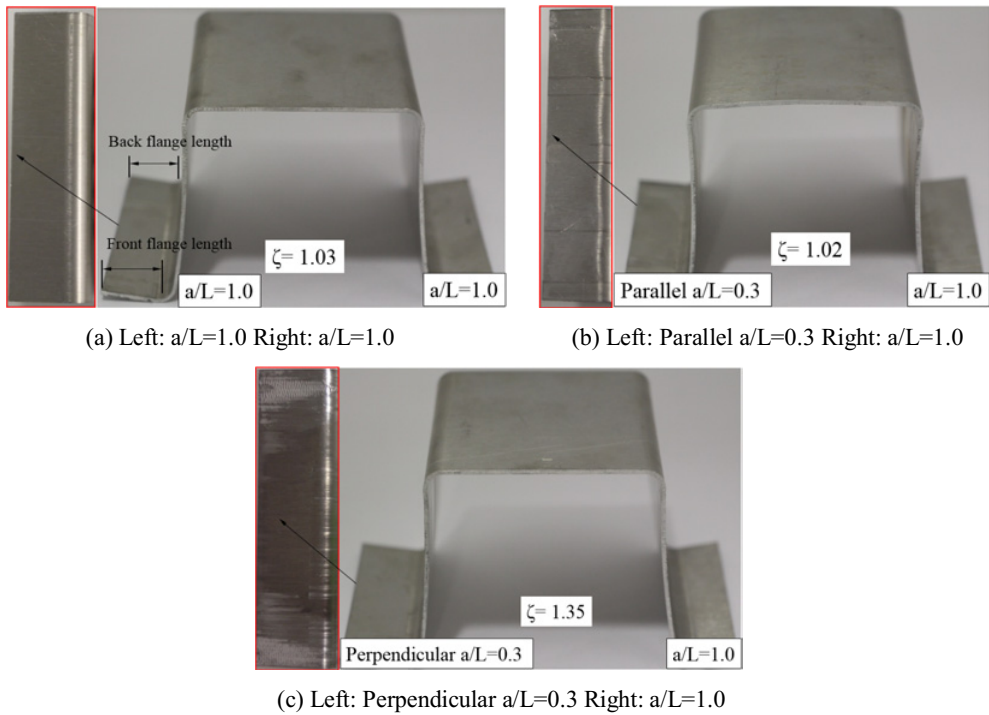 Back flange length
Front flange length
ζ= 1.03
a/L=1.0
a/L=1.0
(a) Left: a/L=1.0 Right: a/L=1.0
ζ= 1.02
Parallel a/L=0.3
a/L=1.0
(b) Left: Parallel a/L=0.3 Right: a/L=1.0
ζ= 1.35
Perpendicular a/L=0.3
a/L=1.0
(c) Left: Perpendicular a/L=0.3 Right: a/L=1.0